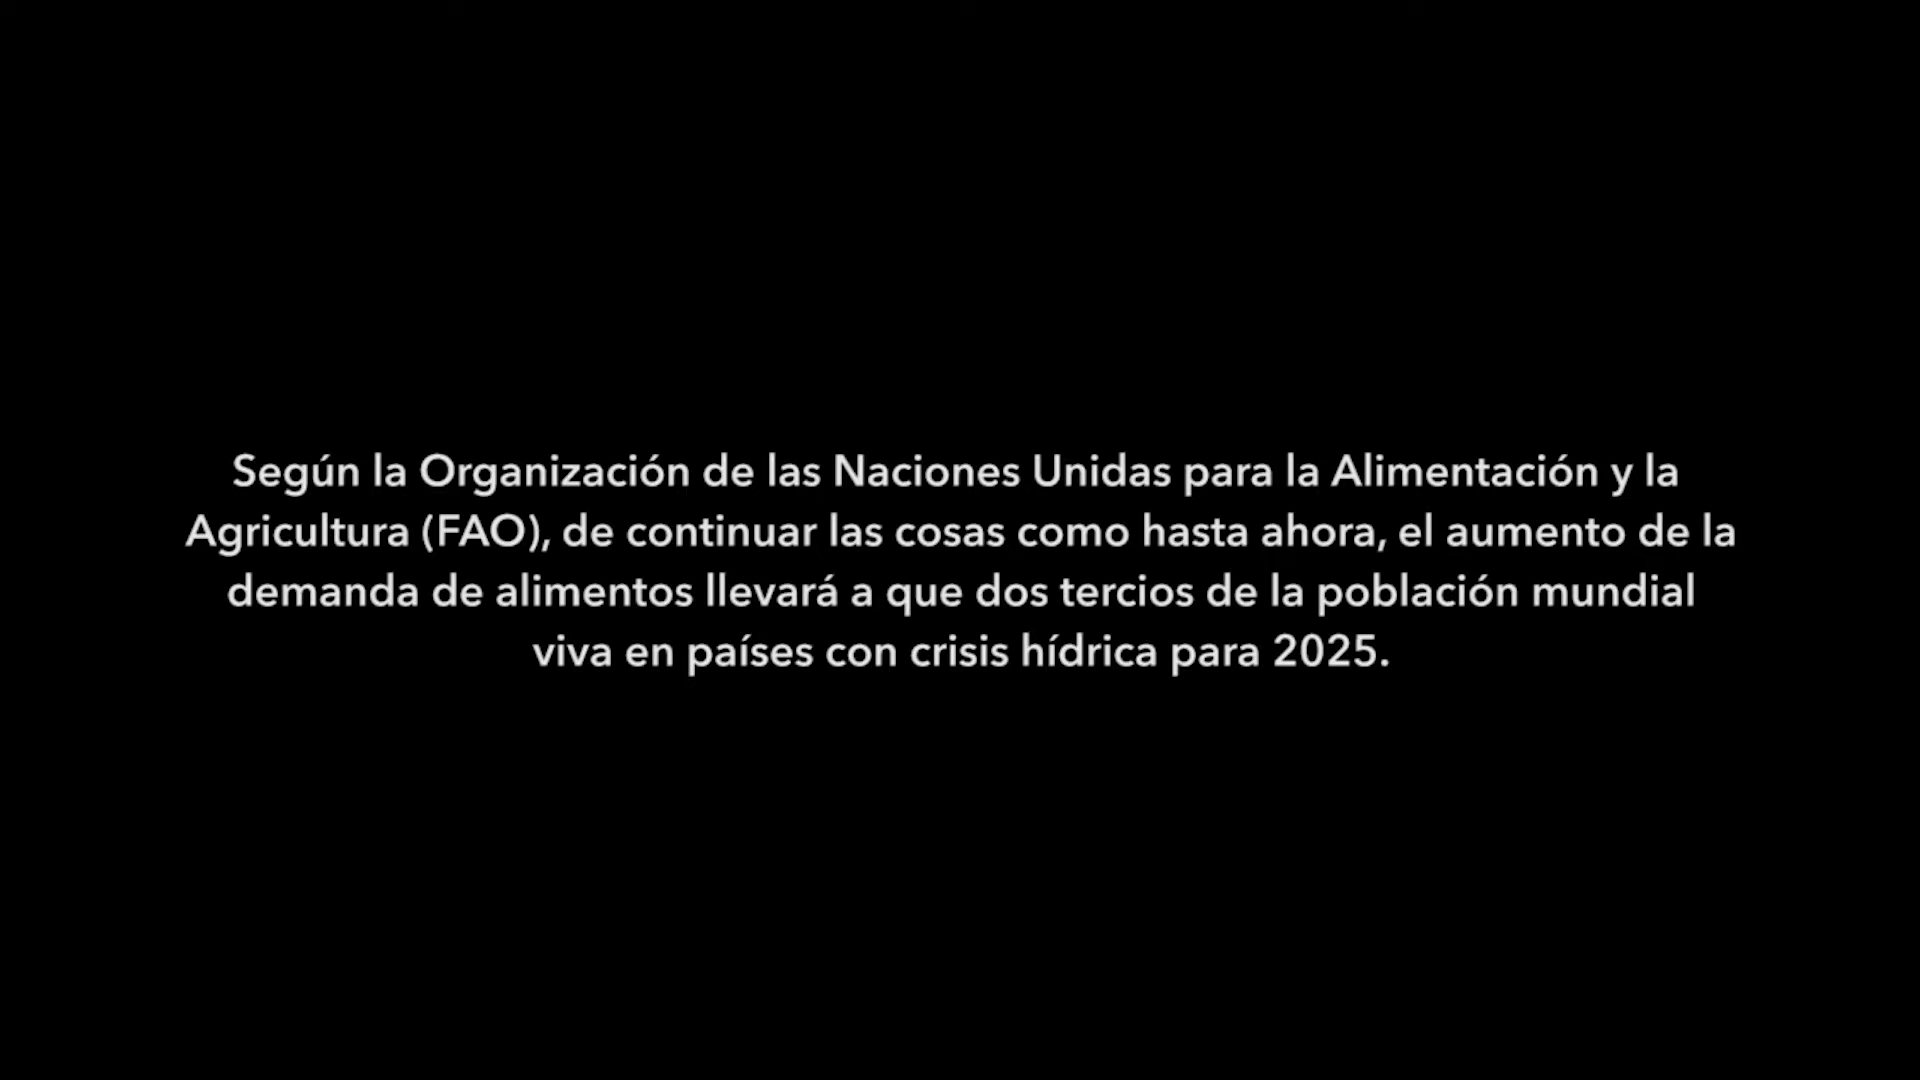 Según la Organización de las Naciones Unidas para la Alimentación y la
Agricultura (FAO), de continuar las cosas como hasta ahora, el aumento de la
demanda de alimentos llevará a que dos tercios de la población mundial
viva en países con crisis hídrica para 2025.